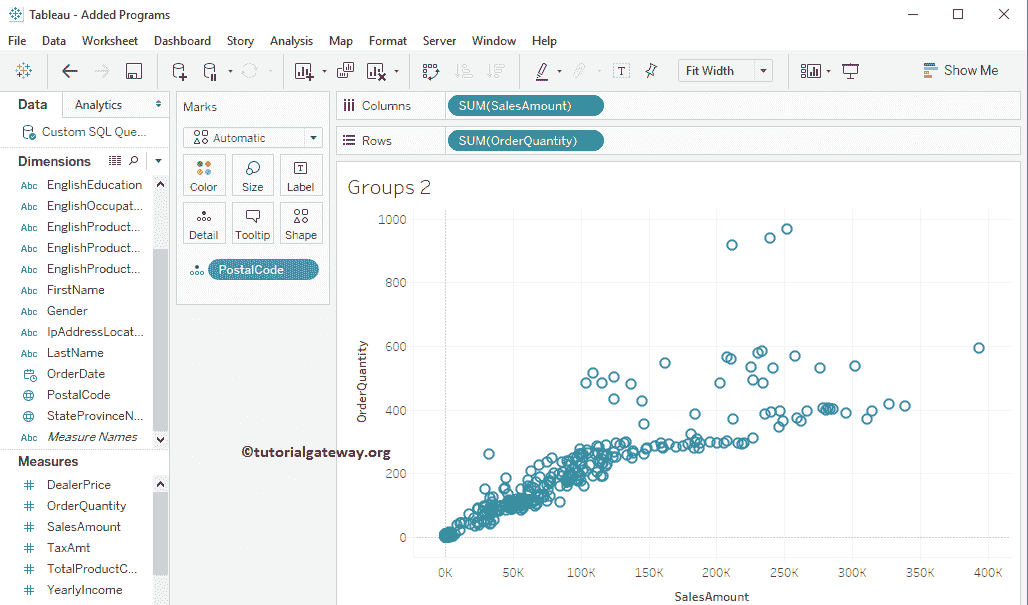 Tableau - Added Programs
File Data Worksheet Dashboard Story Analysis Map Format Server Window Help
Fit Width
Show Me
Data Analytics
Custom SQL Que...
Dimensions
Abc EnglishEducation
Abc EnglishOccupat...
Abc EnglishProduct...
Abc EnglishProduct...
Abc EnglishProduct...
Abc FirstName
Abc Gender
Abc IpAddressLocat...
Abc LastName
OrderDate
PostalCode
StateProvinceN...
Abc Measure Names
Measures
# DealerPrice
# OrderQuantity
# SalesAmount
# TaxAmt
# TotalProductC...
# YearlyIncome
Marks
Automatic
Color Size Label
Detail Tooltip Shape
PostalCode
Columns SUM(SalesAmount)
Rows SUM(OrderQuantity)
Groups 2
1000
800
600
400
200
0
OrderQuantity
©tutorialgateway.org
0K 50K 100K 150K 200K 250K 300K 350K 400K
SalesAmount